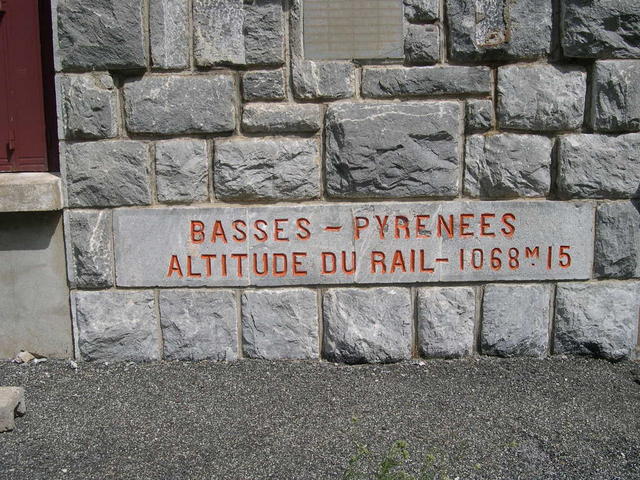 BASSES - PYRENEES
ALTITUDE DU RAIL - 1068M15